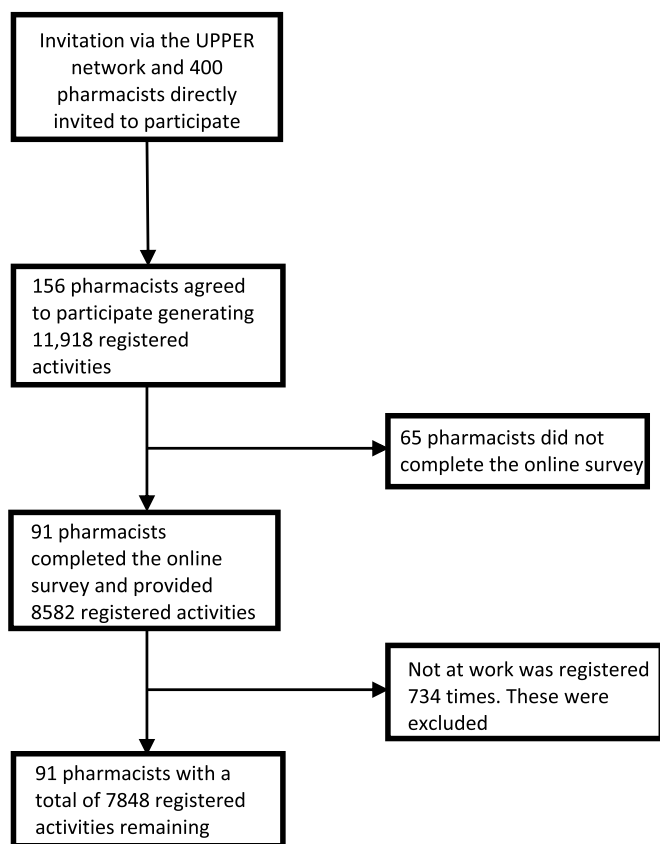 Invitation via the UPPER
network and 400
pharmacists directly
invited to participate
156 pharmacists agreed
to participate generating
11,918 registered
activities
65 pharmacists did not
complete the online survey
91 pharmacists
completed the online
survey and provided
8582 registered activities
Not at work was registered
734 times. These were
excluded
91 pharmacists with a
total of 7848 registered
activities remaining